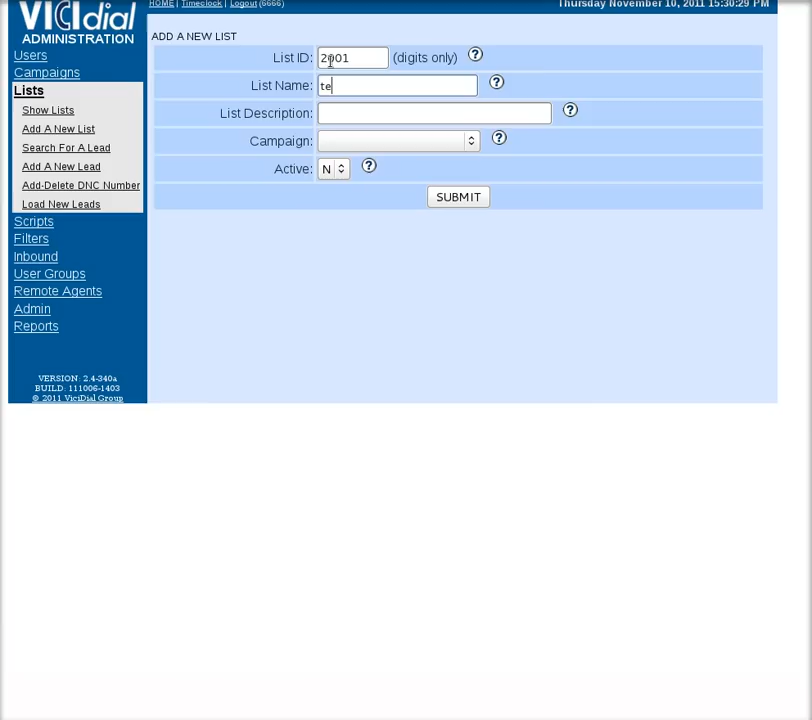 VICIdial
ADMINISTRATION
HOME | Timeclock | Logout (6666)
Thursday November 10, 2011 15:30:29 PM
Users
Campaigns
Lists
Show Lists
Add A New List
Search For A Lead
Add A New Lead
Add-Delete DNC Number
Load New Leads
Scripts
Filters
Inbound
User Groups
Remote Agents
Admin
Reports
VERSION: 2.4-340a
BUILD: 111006-1403
© 2011 ViciDial Group
ADD A NEW LIST
List ID: 2001 (digits only) ?
List Name: te ?
List Description: ?
Campaign: ?
Active: N ?
SUBMIT